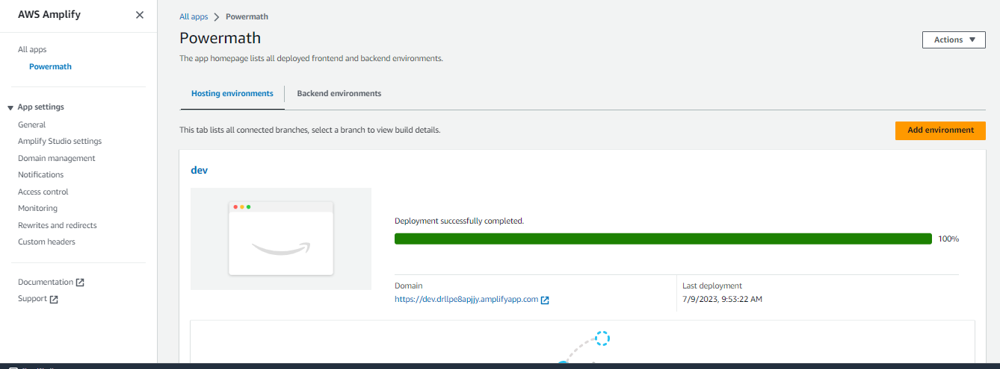 AWS Amplify
All apps
Powermath
App settings
General
Amplify Studio settings
Domain management
Notifications
Access control
Monitoring
Rewrites and redirects
Custom headers
Documentation
Support
All apps > Powermath
Powermath
Actions
The app homepage lists all deployed frontend and backend environments.
Hosting environments
Backend environments
This tab lists all connected branches, select a branch to view build details.
Add environment
dev
Deployment successfully completed.
100%
Domain
https://dev.drllpe8apjjy.amplifyapp.com
Last deployment
7/9/2023, 9:53:22 AM